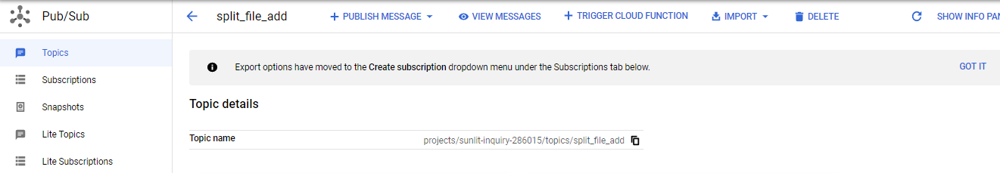 Pub/Sub
split_file_add
PUBLISH MESSAGE
VIEW MESSAGES
TRIGGER CLOUD FUNCTION
IMPORT
DELETE
SHOW INFO PAN
Topics
Subscriptions
Snapshots
Lite Topics
Lite Subscriptions
Export options have moved to the Create subscription dropdown menu under the Subscriptions tab below.
GOT IT
Topic details
Topic name
projects/sunlit-inquiry-286015/topics/split_file_add